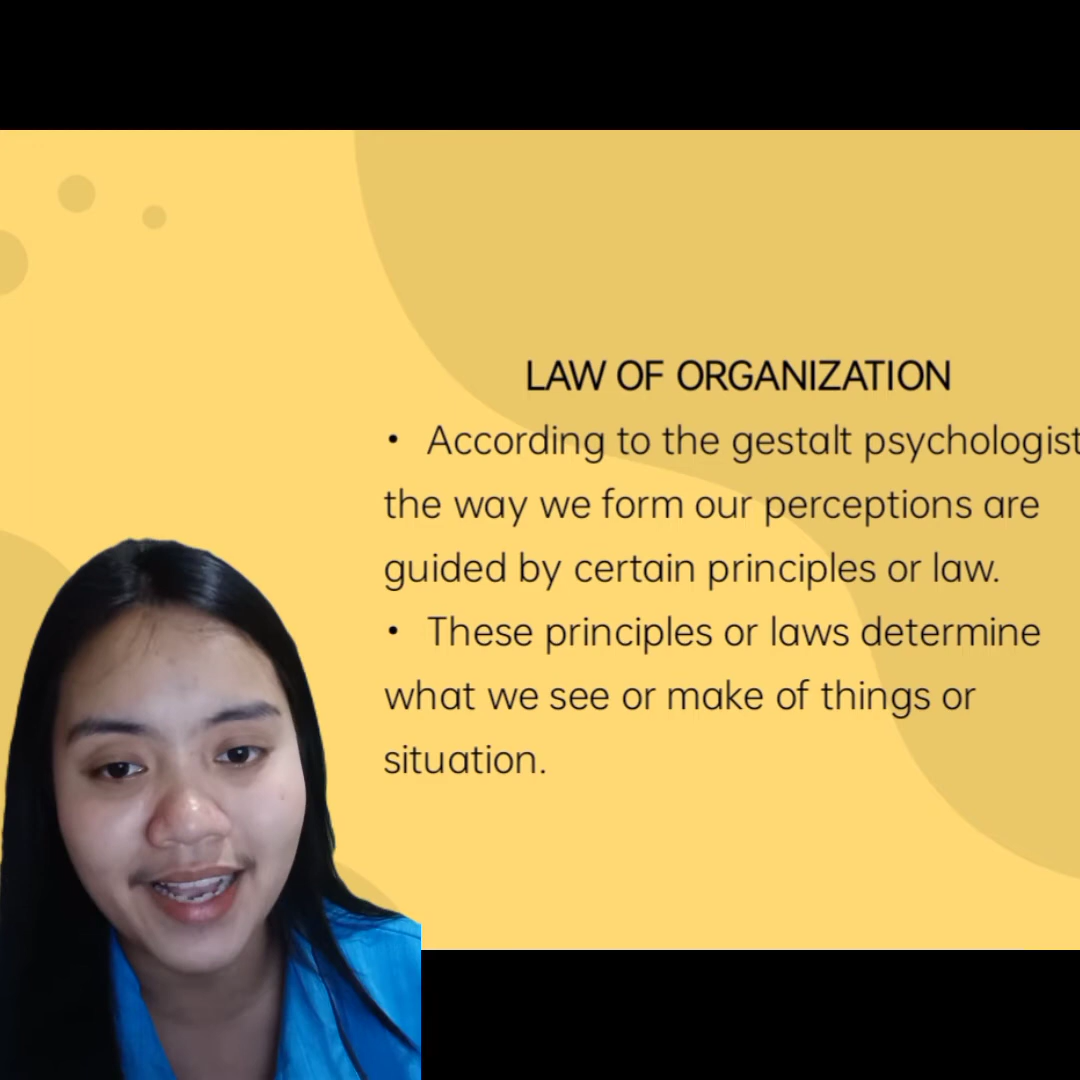 LAW OF ORGANIZATION
• According to the gestalt psychologist
the way we form our perceptions are
guided by certain principles or law.
• These principles or laws determine
what we see or make of things or
situation.